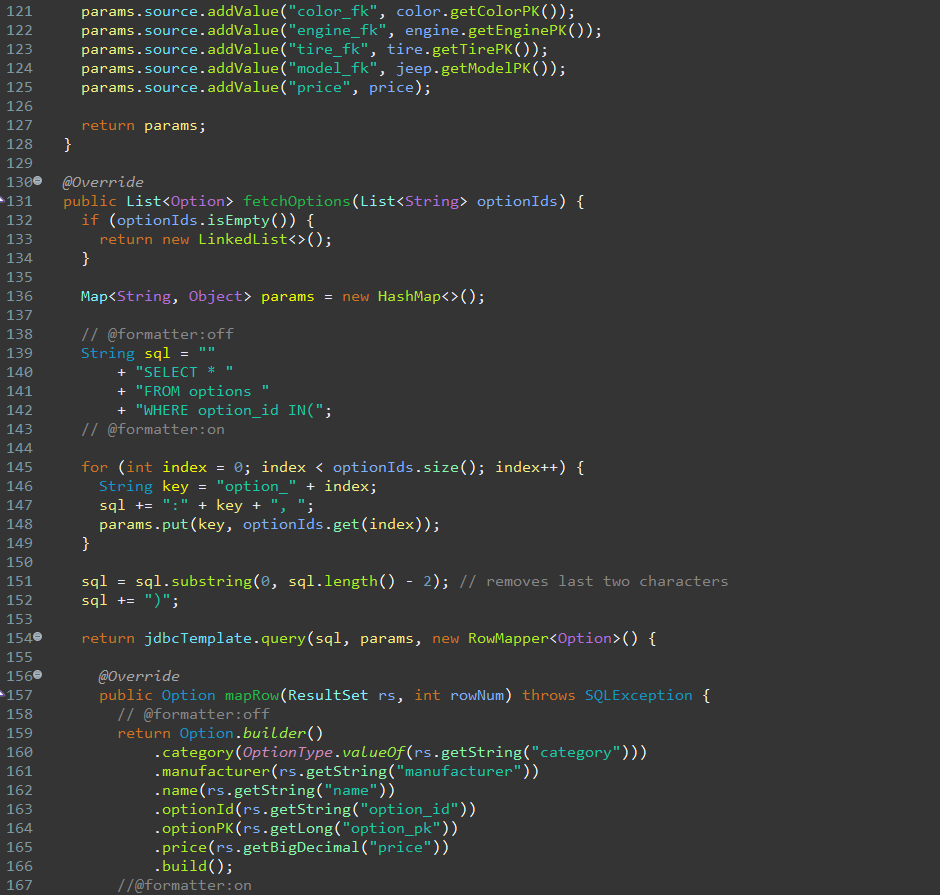 121     params.source.addValue("color_fk", color.getColorPK());
122     params.source.addValue("engine_fk", engine.getEnginePK());
123     params.source.addValue("tire_fk", tire.getTirePK());
124     params.source.addValue("model_fk", jeep.getModelPK());
125     params.source.addValue("price", price);
126
127     return params;
128   }
129
130   @Override
131   public List<Option> fetchOptions(List<String> optionIds) {
132     if (optionIds.isEmpty()) {
133       return new LinkedList<>();
134     }
135
136     Map<String, Object> params = new HashMap<>();
137
138     // @formatter:off
139     String sql = ""
140         + "SELECT * "
141         + "FROM options "
142         + "WHERE option_id IN(";
143     // @formatter:on
144
145     for (int index = 0; index < optionIds.size(); index++) {
146       String key = "option_" + index;
147       sql += ":" + key + ", ";
148       params.put(key, optionIds.get(index));
149     }
150
151     sql = sql.substring(0, sql.length() - 2); // removes last two characters
152     sql += ")";
153
154     return jdbcTemplate.query(sql, params, new RowMapper<Option>() {
155
156       @Override
157       public Option mapRow(ResultSet rs, int rowNum) throws SQLException {
158         // @formatter:off
159         return Option.builder()
160             .category(OptionType.valueOf(rs.getString("category")))
161             .manufacturer(rs.getString("manufacturer"))
162             .name(rs.getString("name"))
163             .optionId(rs.getString("option_id"))
164             .optionPK(rs.getLong("option_pk"))
165             .price(rs.getBigDecimal("price"))
166             .build();
167         //@formatter:on